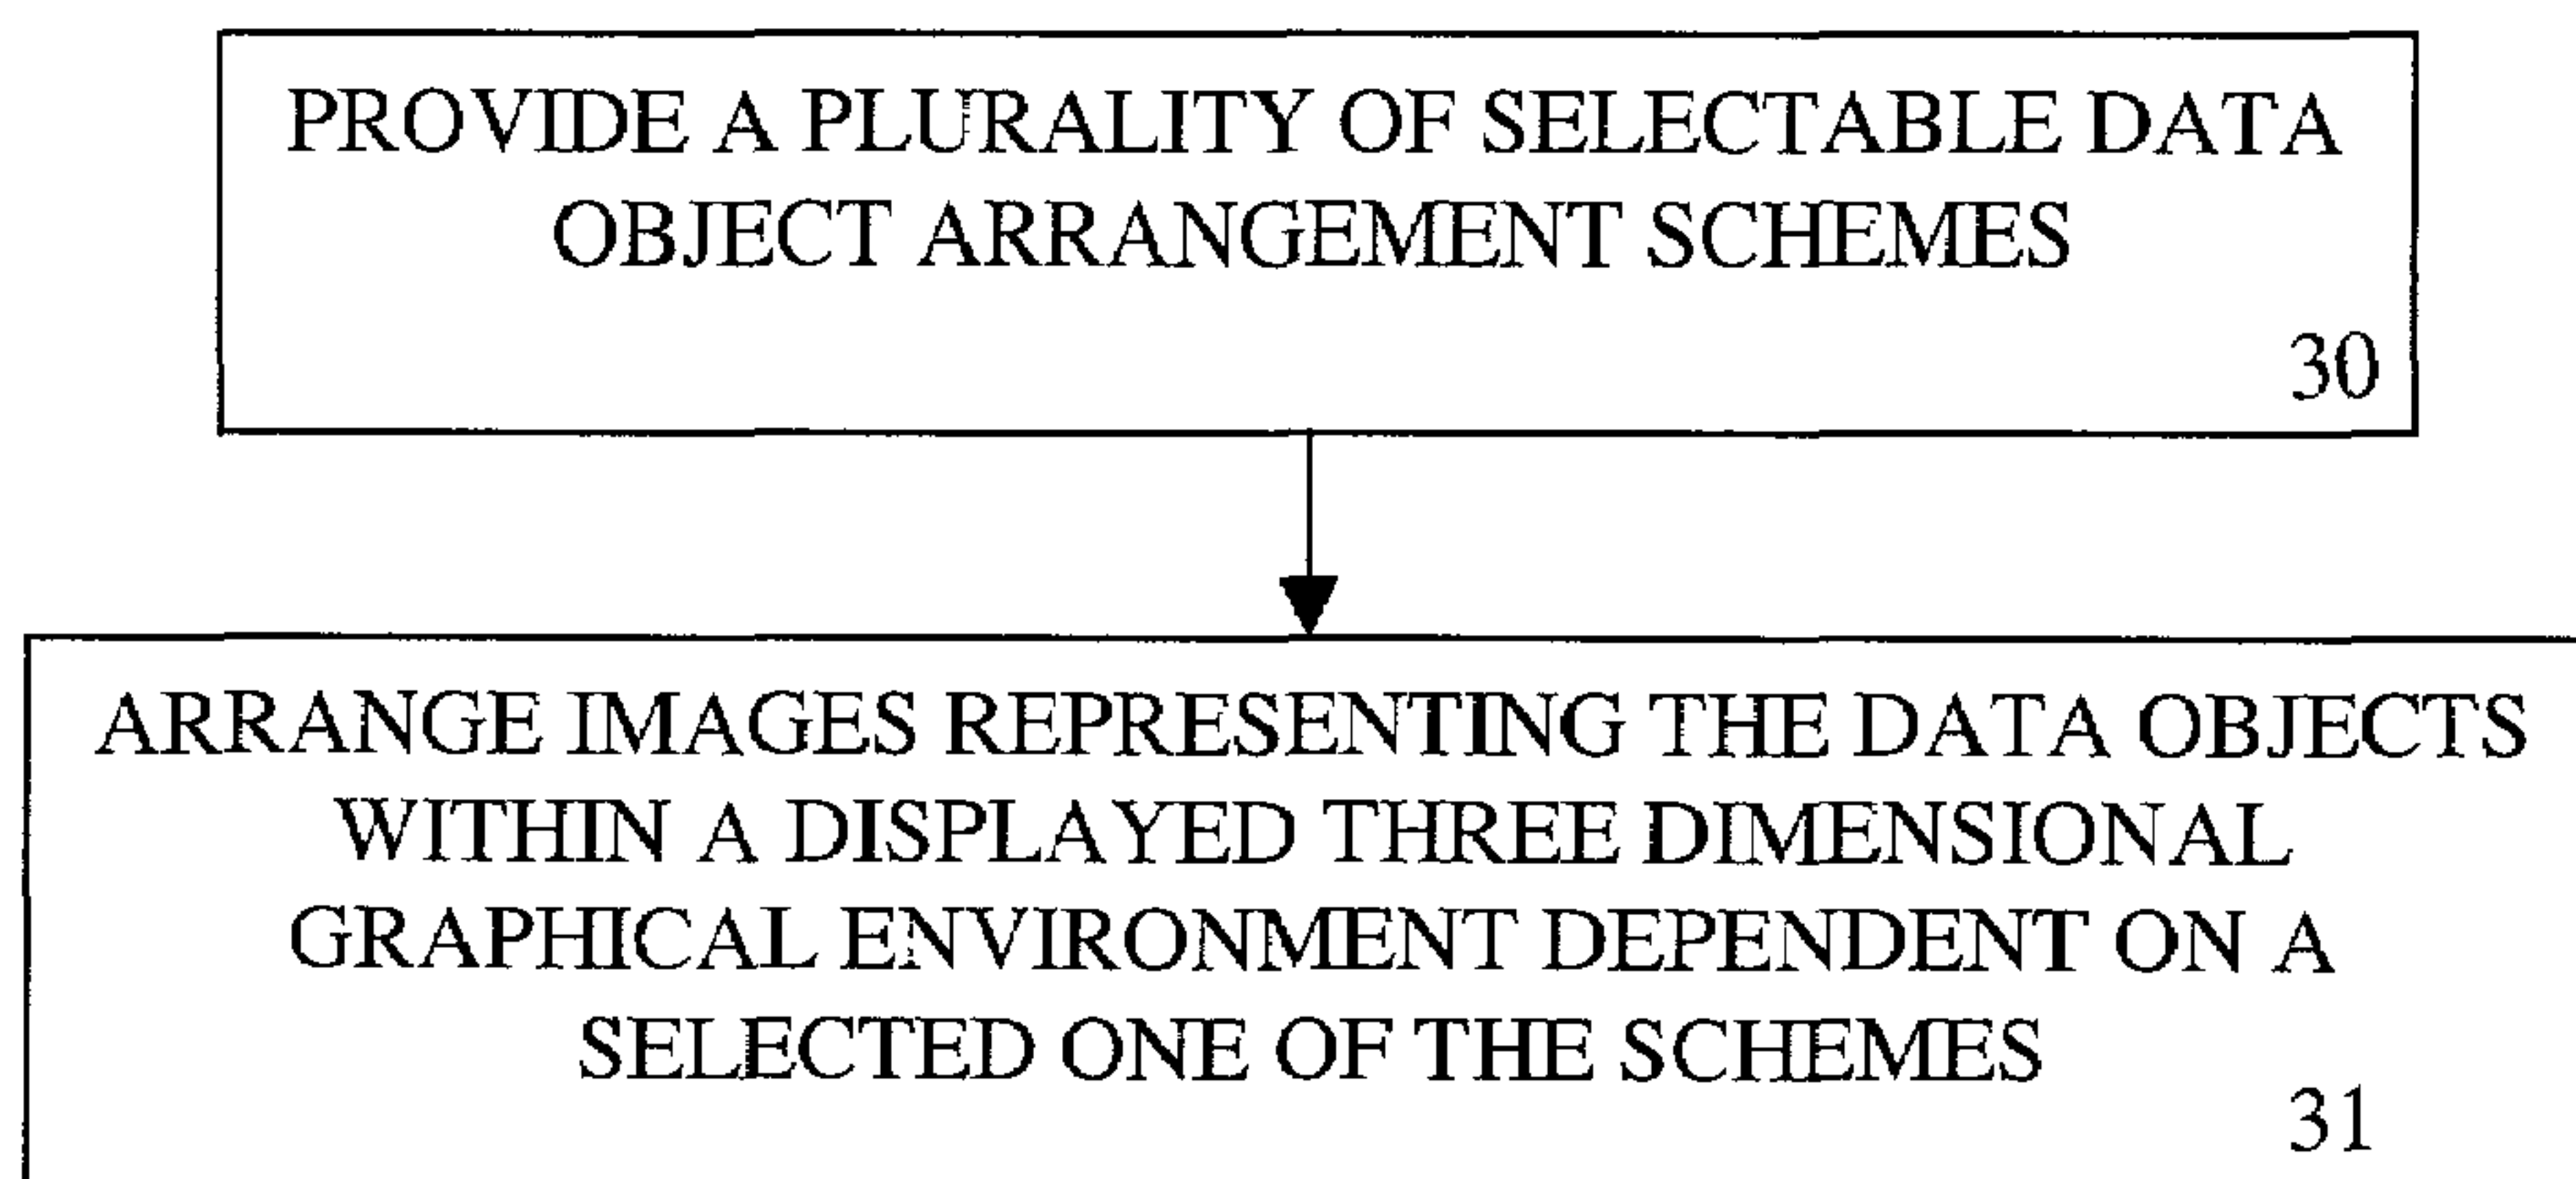 PROVIDE A PLURALITY OF SELECTABLE DATA
OBJECT ARRANGEMENT SCHEMES
30
ARRANGE IMAGES REPRESENTING THE DATA OBJECTS
WITHIN A DISPLAYED THREE DIMENSIONAL
GRAPHICAL ENVIRONMENT DEPENDENT ON A
SELECTED ONE OF THE SCHEMES
31